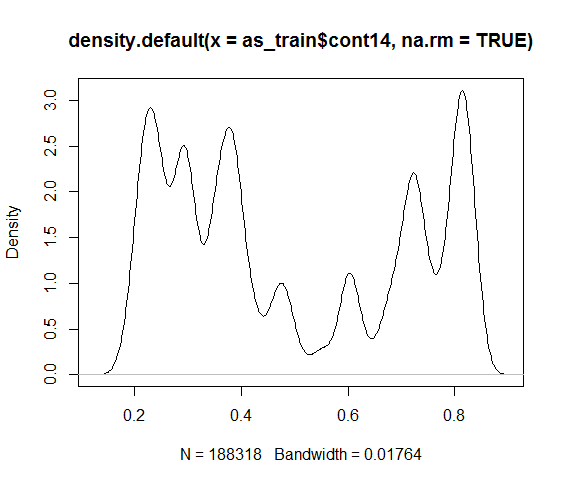 density.default(x = as_train$cont14, na.rm = TRUE)
Density
3.0
2.5
2.0
1.5
1.0
0.5
0.0
0.2 0.4 0.6 0.8
N = 188318 Bandwidth = 0.01764